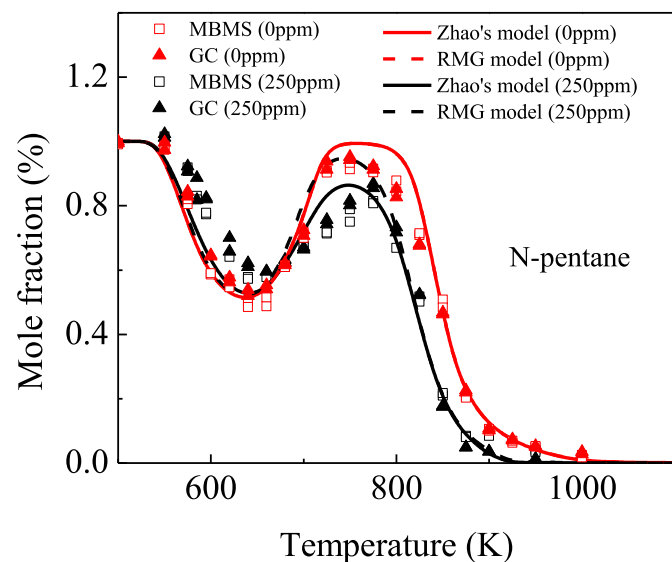 MBMS (0ppm) Zhao's model (0ppm)
GC (0ppm) RMG model (0ppm)
MBMS (250ppm) Zhao's model (250ppm)
GC (250ppm) RMG model (250ppm)
1.2
0.8
0.4
0.0
Mole fraction (%)
N-pentane
600 800 1000
Temperature (K)